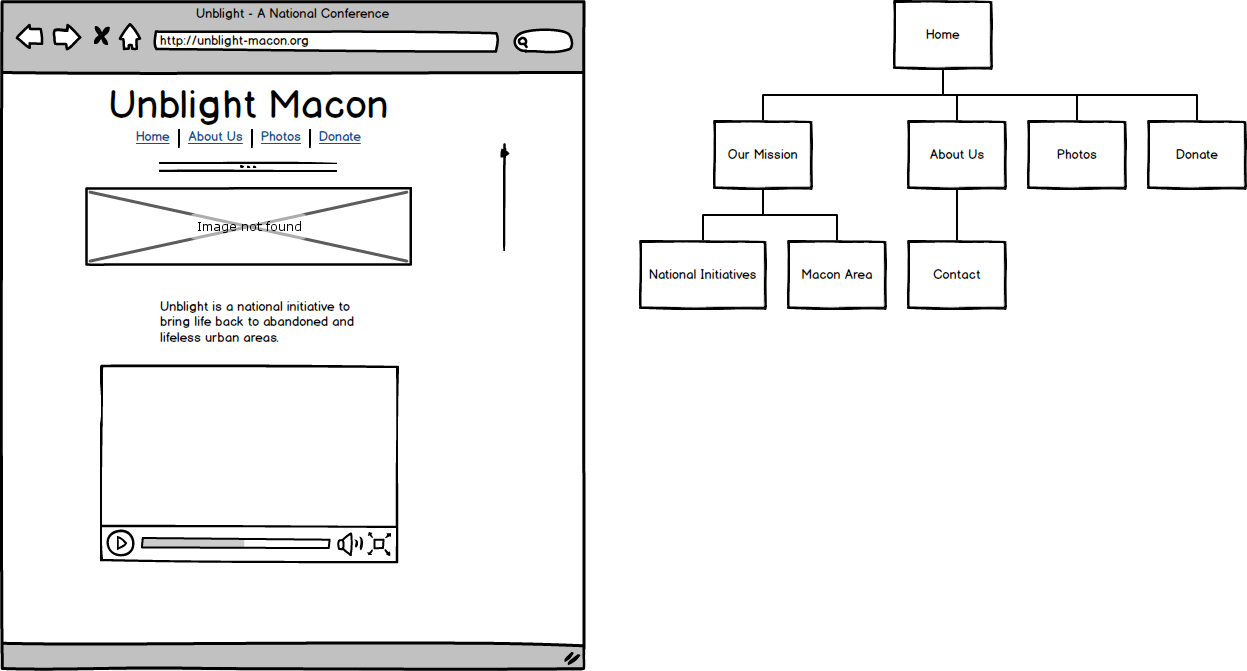 Unblight - A National Conference
http://unblight-macon.org
Unblight Macon
Home | About Us | Photos | Donate
Image not found
Unblight is a national initiative to
bring life back to abandoned and
lifeless urban areas.
Home
Our Mission
About Us
Photos
Donate
National Initiatives
Macon Area
Contact